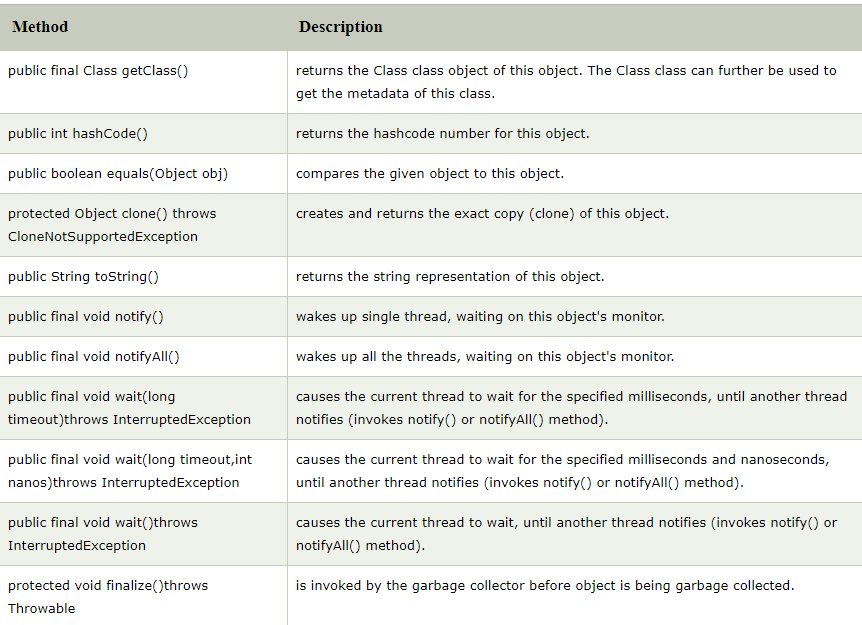 Method Description
public final Class getClass() returns the Class class object of this object. The Class class can further be used to
get the metadata of this class.
public int hashCode() returns the hashcode number for this object.
public boolean equals(Object obj) compares the given object to this object.
protected Object clone() throws creates and returns the exact copy (clone) of this object.
CloneNotSupportedException
public String toString() returns the string representation of this object.
public final void notify() wakes up single thread, waiting on this object's monitor.
public final void notifyAll() wakes up all the threads, waiting on this object's monitor.
public final void wait(long causes the current thread to wait for the specified milliseconds, until another thread
timeout)throws InterruptedException notifies (invokes notify() or notifyAll() method).
public final void wait(long timeout,int causes the current thread to wait for the specified milliseconds and nanoseconds,
nanos)throws InterruptedException until another thread notifies (invokes notify() or notifyAll() method).
public final void wait()throws causes the current thread to wait, until another thread notifies (invokes notify() or
InterruptedException notifyAll() method).
protected void finalize()throws is invoked by the garbage collector before object is being garbage collected.
Throwable